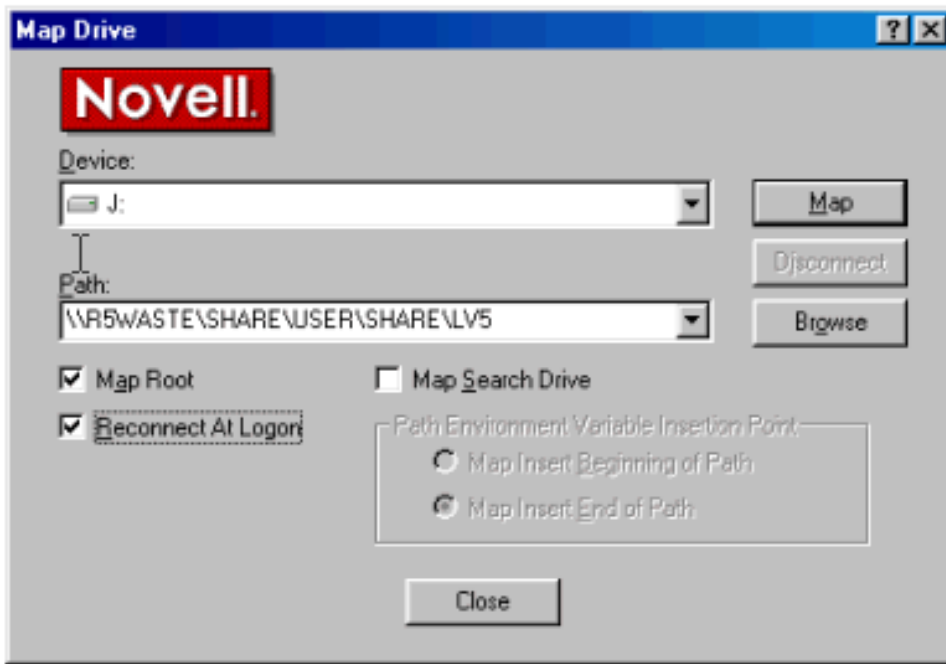 Map Drive
Novell.
Device:
J:
Map
Disconnect
Path:
\\R5WASTE\SHARE\USER\SHARE\LV5
Browse
Map Root
Map Search Drive
Reconnect At Logon
Path Environment Variable Insertion Point
Map Insert Beginning of Path
Map Insert End of Path
Close